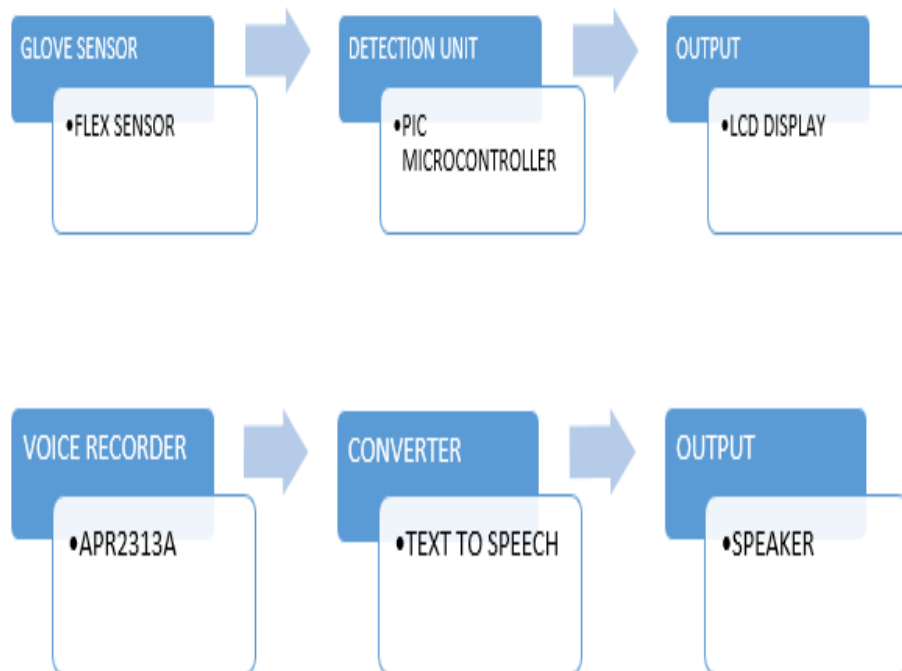 GLOVE SENSOR
•FLEX SENSOR
DETECTION UNIT
•PIC
MICROCONTROLLER
OUTPUT
•LCD DISPLAY
VOICE RECORDER
•APR2313A
CONVERTER
•TEXT TO SPEECH
OUTPUT
•SPEAKER